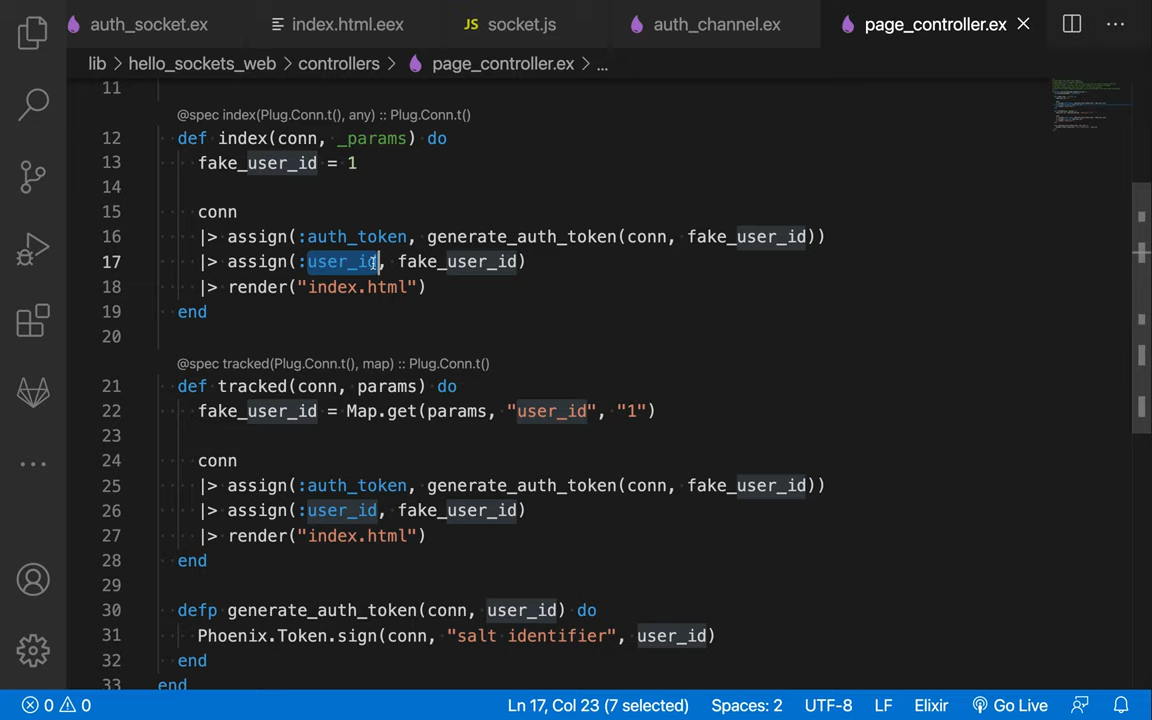 auth_socket.ex index.html.eex JS socket.js auth_channel.ex page_controller.ex
lib > hello_sockets_web > controllers > page_controller.ex > ...
11
@spec index(Plug.Conn.t(), any) :: Plug.Conn.t()
12 def index(conn, _params) do
13 fake_user_id = 1
14
15 conn
16 |> assign(:auth_token, generate_auth_token(conn, fake_user_id))
17 |> assign(:user_id, fake_user_id)
18 |> render("index.html")
19 end
20
@spec tracked(Plug.Conn.t(), map) :: Plug.Conn.t()
21 def tracked(conn, params) do
22 fake_user_id = Map.get(params, "user_id", "1")
23
24 conn
25 |> assign(:auth_token, generate_auth_token(conn, fake_user_id))
26 |> assign(:user_id, fake_user_id)
27 |> render("index.html")
28 end
29
30 defp generate_auth_token(conn, user_id) do
31 Phoenix.Token.sign(conn, "salt identifier", user_id)
32 end
33 end
0 0 Ln 17, Col 23 (7 selected) Spaces: 2 UTF-8 LF Elixir Go Live